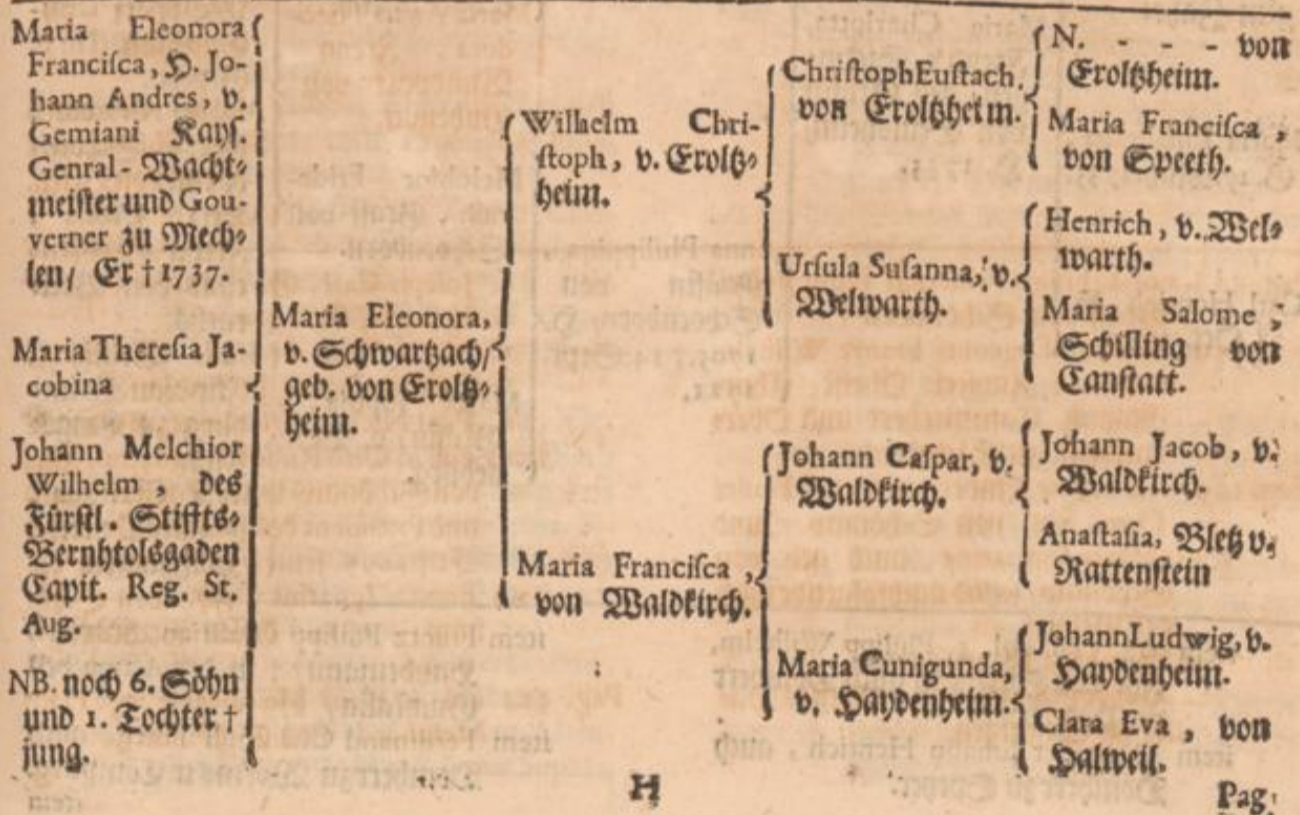 Maria Eleonora
Franciſca, H. Jo-
hann Andres, v.
Gemiani Kayſ.
Genral- Wacht-
meiſter und Gou-
verner zu Mech-
len/ Er † 1737.
Maria Thereſia Ja-
cobina
Johann Melchior
Wilhelm, des
Fürſtl. Stiffts-
Bernhtolsgaden
Capit. Reg. St.
Aug.
NB. noch 6. Söhn
und 1. Tochter †
jung.
Maria Eleonora,
v. Schwartzach/
geb. von Eroltz-
heim.
Wilhelm Chri-
ſtoph, v. Eroltz-
heim.
Maria Franciſca,
von Waldkirch.
Chriſtoph Euſtach.
von Eroltzheim.
Urſula Suſanna, v.
Welwarth.
Johann Caſpar, v.
Waldkirch.
Maria Cunigunda,
v. Haydenheim.
N. - - - von
Eroltzheim.
Maria Franciſca,
von Speeth.
Henrich, v. Wel-
warth.
Maria Salome,
Schilling von
Canſtatt.
Johann Jacob, v.
Waldkirch.
Anaſtaſia, Bletz v.
Rattenſtein
Johann Ludwig, v.
Haydenheim.
Clara Eva, von
Halweil.
H
Pag.